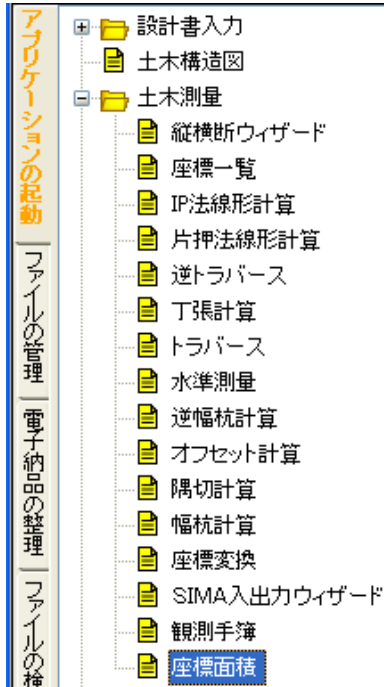 アプリケーションの起動
ファイルの管理
電子納品の整理
ファイルの検
設計書入力
土木構造図
土木測量
縦横断ウィザード
座標一覧
IP法線形計算
片押法線形計算
逆トラバース
丁張計算
トラバース
水準測量
逆幅杭計算
オフセット計算
隅切計算
幅杭計算
座標変換
SIMA入出力ウィザード
観測手簿
座標面積